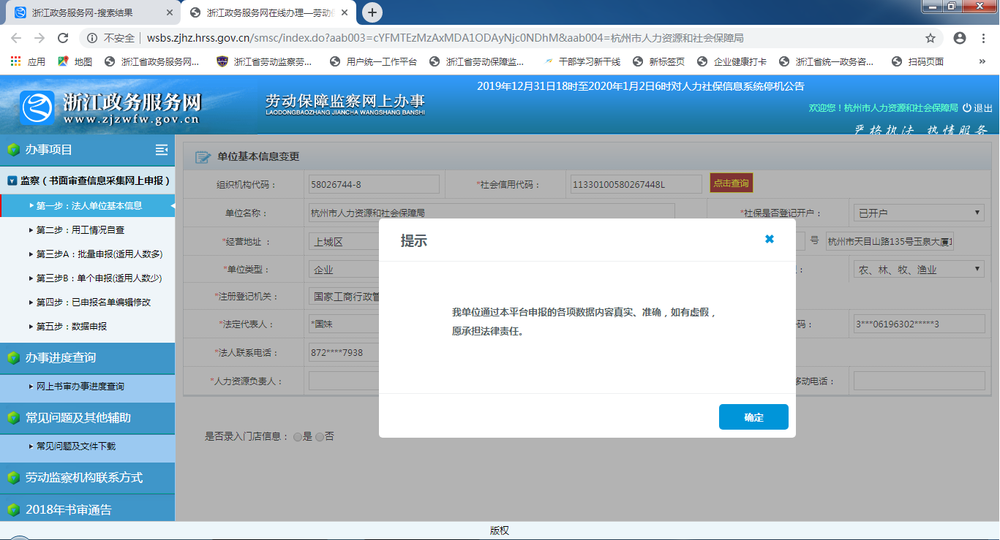 浙江政务服务网-搜索结果
浙江政务服务网在线办理—劳动
不安全 | wsbs.zjhz.hrss.gov.cn/smsc/index.do?aab003=cYFMTEzMzAxMDA1ODAyNjc0NDhM&aab004=杭州市人力资源和社会保障局
应用 地图 浙江省政务服务网... 浙江省劳动监察劳... 用户统一工作平台 浙江省劳动保障监... 干部学习新干线 新标签页 企业健康打卡 浙江省统一政务咨... 扫码页面 »
浙江政务服务网
www.zjzwfw.gov.cn
劳动保障监察网上办事
LAODONGBAOZHANG JIANCHA WANGSHANG BANSHI
2019年12月31日18时至2020年1月2日6时对人力社保信息系统停机公告
欢迎您！杭州市人力资源和社会保障局 退出
严格执法 热情服务
办事项目
监察（书面审查信息采集网上申报）
第一步：法人单位基本信息
第二步：用工情况自查
第三步A：批量申报(适用人数多)
第三步B：单个申报(适用人数少)
第四步：已申报名单编辑修改
第五步：数据申报
办事进度查询
网上书审办事进度查询
常见问题及其他辅助
常见问题及文件下载
劳动监察机构联系方式
2018年书审通告
单位基本信息变更
组织机构代码： 58026744-8 *社会信用代码： 11330100580267448L 点击查询
单位名称： 杭州市人力资源和社会保障局 *社保是否登记开户： 已开户
*经营地址 ： 上城区 号 杭州市天目山路135号玉泉大厦1
*单位类型： 企业 ： 农、林、牧、渔业
*注册登记机关： 国家工商行政管
*法定代表人： *国妹 码： 3***06196302*****3
*法人联系电话： 872****7938
*人力资源负责人： 移动电话：
是否录入门店信息： 是 否
提示
我单位通过本平台申报的各项数据内容真实、准确，如有虚假，
愿承担法律责任。
确定
版权